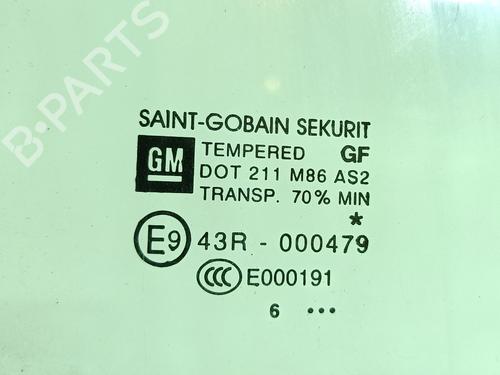 B-PARTS
SAINT-GOBAIN SEKURIT
GM TEMPERED GF
DOT 211 M86 AS2
TRANSP. 70% MIN
*
E9 43R - 000479
CCC E000191
6 •••